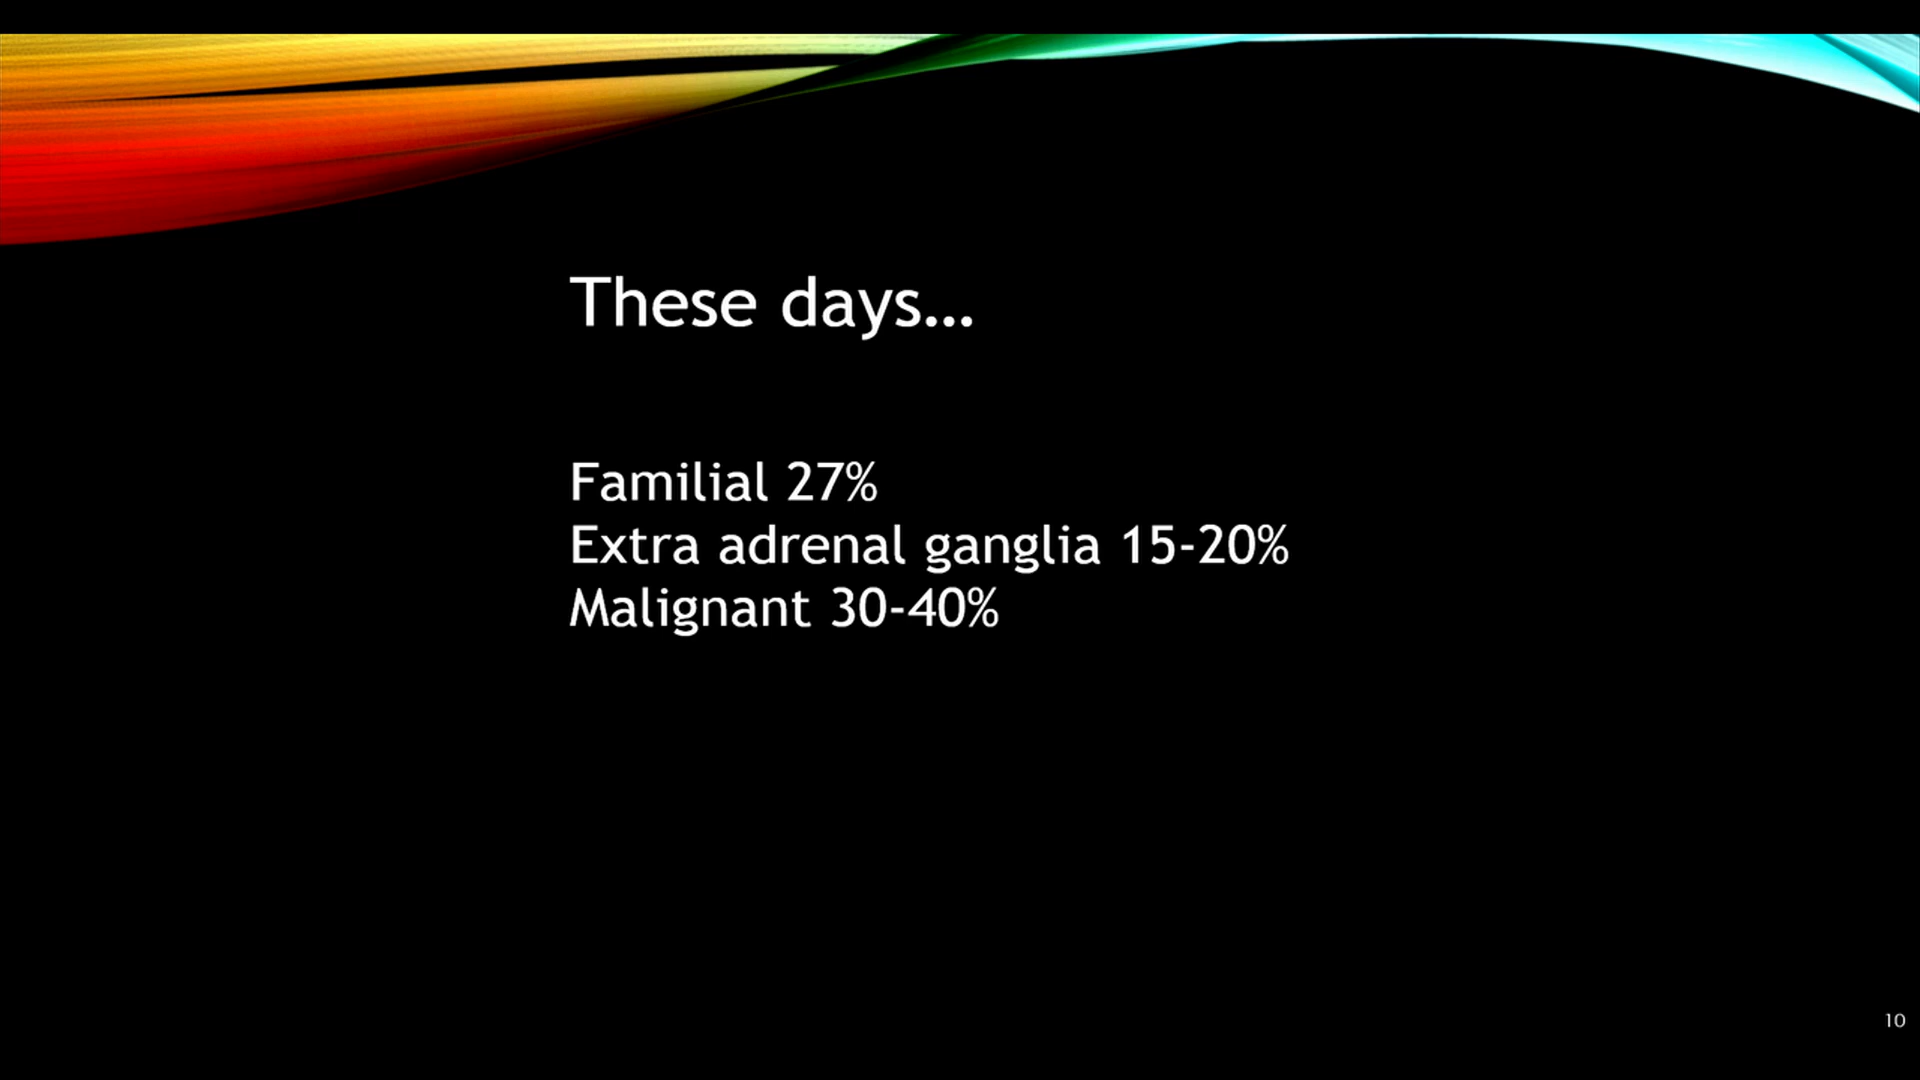 These days...
Familial 27%
Extra adrenal ganglia 15-20%
Malignant 30-40%
10